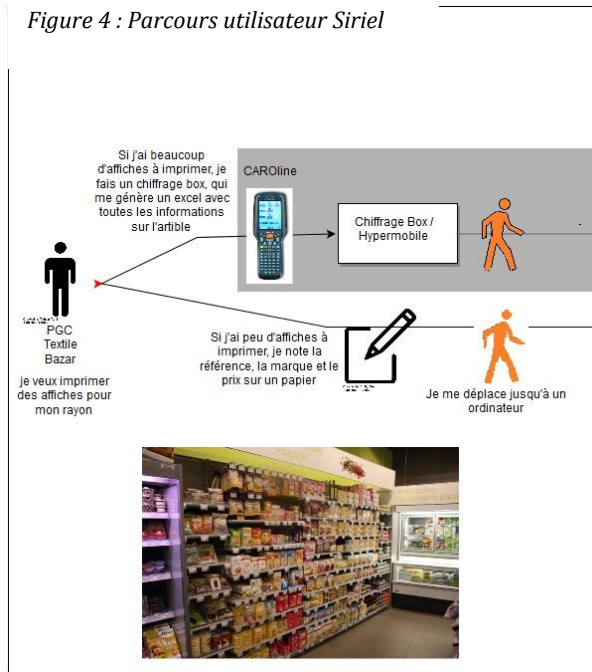 Figure 4 : Parcours utilisateur Siriel
Si j'ai beaucoup
d'affiches à imprimer, je
fais un chiffrage box, qui
me génère un excel avec
toutes les informations
sur l'artible
CAROline
Chiffrage Box /
Hypermobile
PGC
Textile
Bazar
je veux imprimer
des affiches pour
mon rayon
Si j'ai peu d'affiches à
imprimer, je note la
référence, la marque et le
prix sur un papier
Je me déplace jusqu'à un
ordinateur